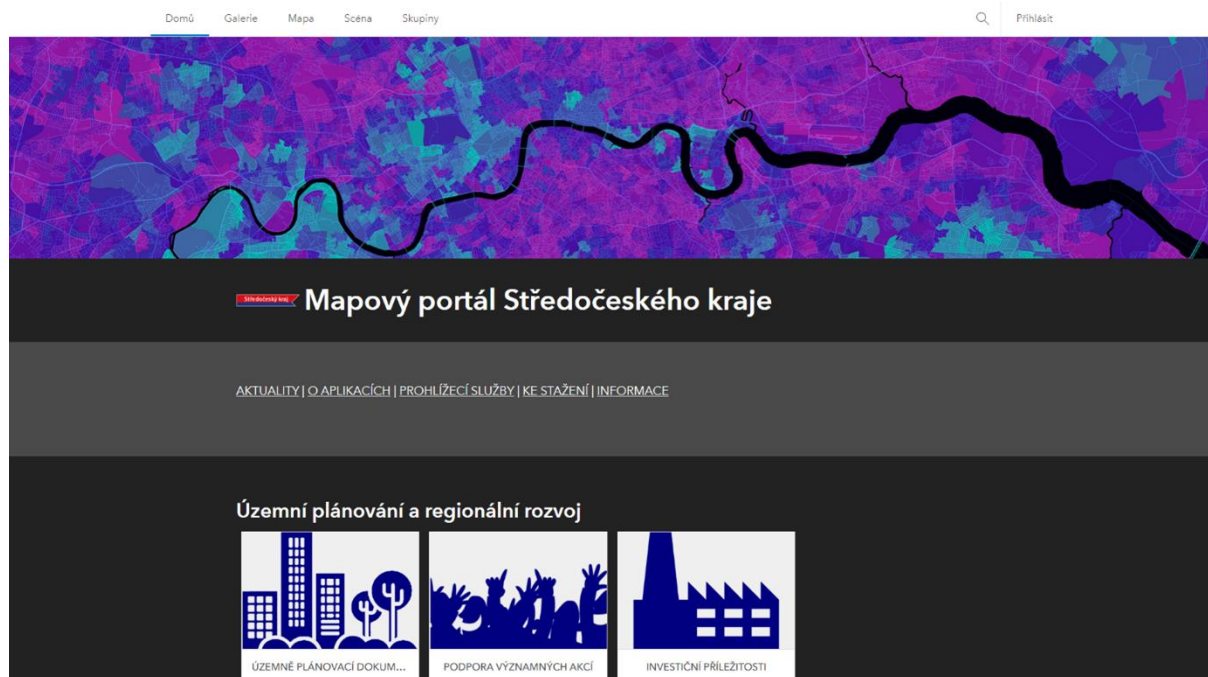 Domů Galerie Mapa Scéna Skupiny Přihlásit
Středočeský kraj Mapový portál Středočeského kraje
AKTUALITY | O APLIKACÍCH | PROHLÍŽECÍ SLUŽBY | KE STAŽENÍ | INFORMACE
Územní plánování a regionální rozvoj
ÚZEMNĚ PLÁNOVACÍ DOKUM... PODPORA VÝZNAMNÝCH AKCÍ INVESTIČNÍ PŘÍLEŽITOSTI